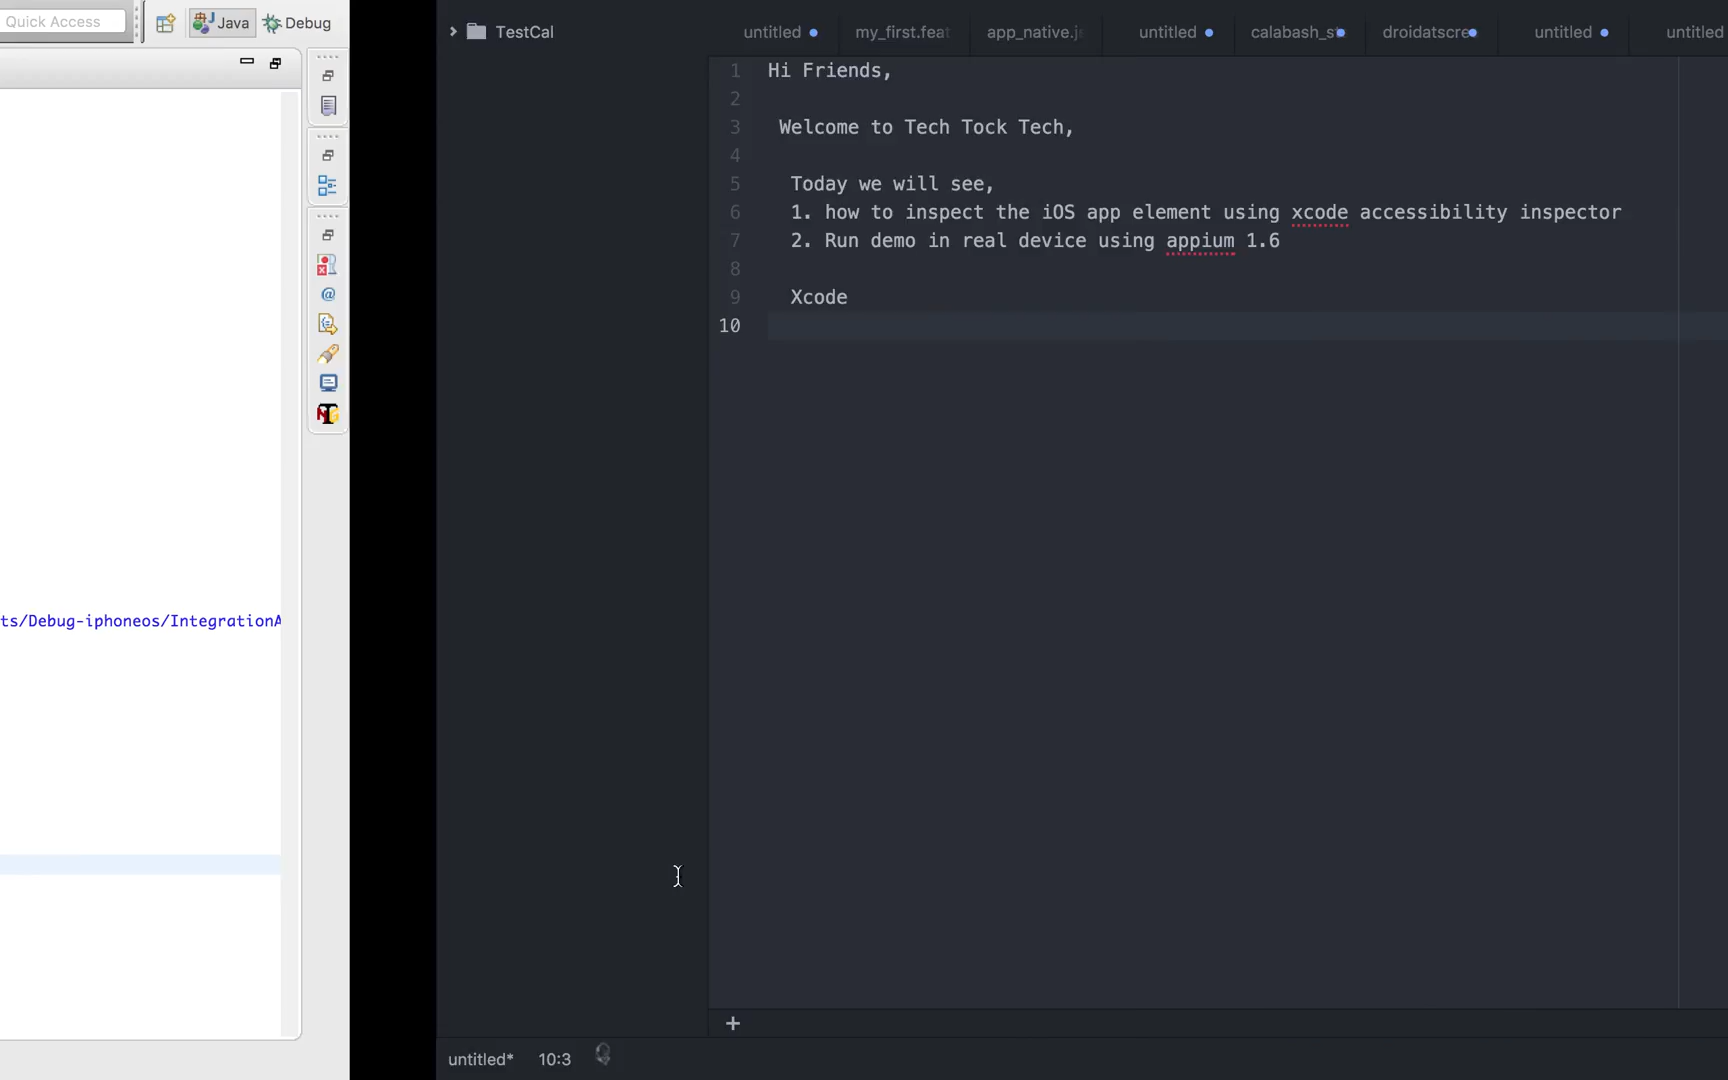 Quick Access
Java
Debug
ts/Debug-iphoneos/IntegrationA
TestCal
untitled
my_first.feat
app_native.js
untitled
calabash_s
droidatscre
untitled
untitled
1 Hi Friends,
2
3 Welcome to Tech Tock Tech,
4
5 Today we will see,
6 1. how to inspect the iOS app element using xcode accessibility inspector
7 2. Run demo in real device using appium 1.6
8
9 Xcode
10
+
untitled* 10:3